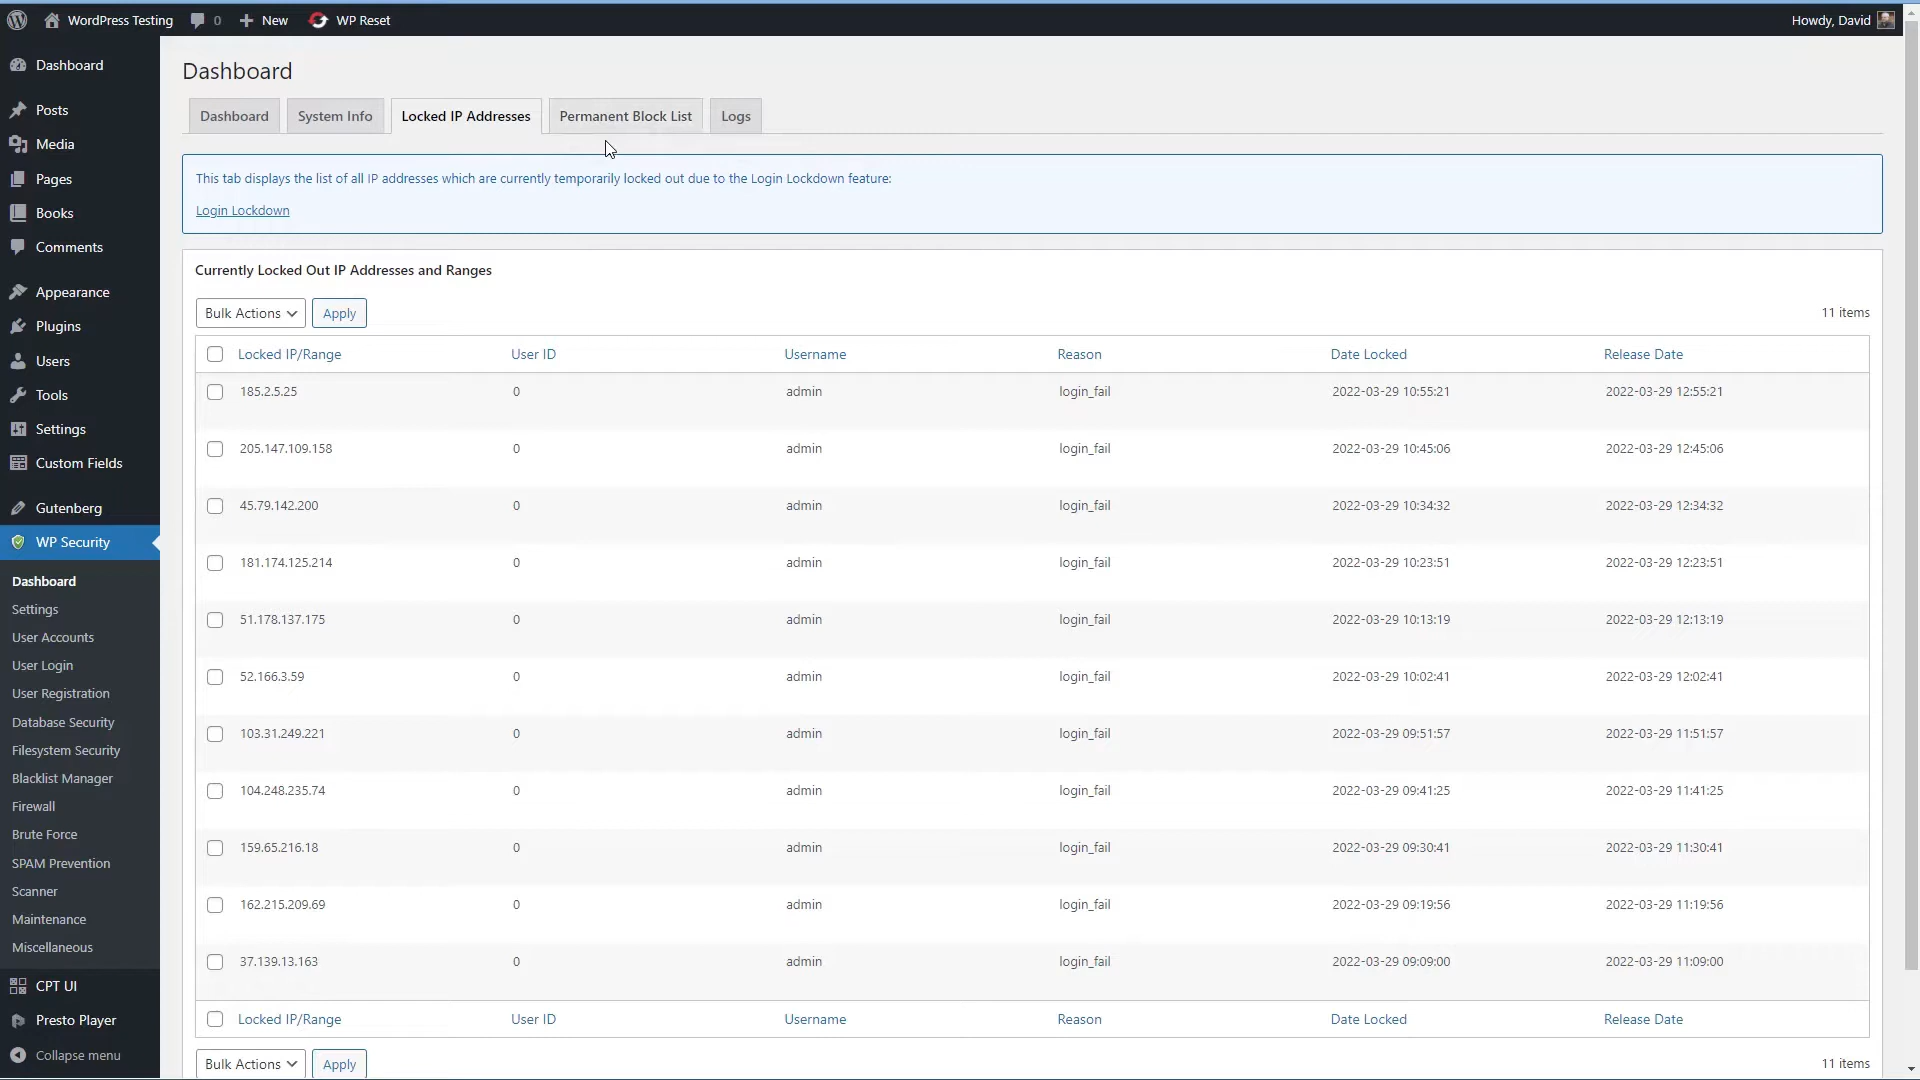 WordPress Testing 0 New WP Reset Howdy, David
Dashboard
Posts
Media
Pages
Books
Comments
Appearance
Plugins
Users
Tools
Settings
Custom Fields
Gutenberg
WP Security
Dashboard
Settings
User Accounts
User Login
User Registration
Database Security
Filesystem Security
Blacklist Manager
Firewall
Brute Force
SPAM Prevention
Scanner
Maintenance
Miscellaneous
CPT UI
Presto Player
Collapse menu
Dashboard
Dashboard System Info Locked IP Addresses Permanent Block List Logs
This tab displays the list of all IP addresses which are currently temporarily locked out due to the Login Lockdown feature:
Login Lockdown
Currently Locked Out IP Addresses and Ranges
Bulk Actions Apply 11 items
Locked IP/Range User ID Username Reason Date Locked Release Date
185.2.5.25 0 admin login_fail 2022-03-29 10:55:21 2022-03-29 12:55:21
205.147.109.158 0 admin login_fail 2022-03-29 10:45:06 2022-03-29 12:45:06
45.79.142.200 0 admin login_fail 2022-03-29 10:34:32 2022-03-29 12:34:32
181.174.125.214 0 admin login_fail 2022-03-29 10:23:51 2022-03-29 12:23:51
51.178.137.175 0 admin login_fail 2022-03-29 10:13:19 2022-03-29 12:13:19
52.166.3.59 0 admin login_fail 2022-03-29 10:02:41 2022-03-29 12:02:41
103.31.249.221 0 admin login_fail 2022-03-29 09:51:57 2022-03-29 11:51:57
104.248.235.74 0 admin login_fail 2022-03-29 09:41:25 2022-03-29 11:41:25
159.65.216.18 0 admin login_fail 2022-03-29 09:30:41 2022-03-29 11:30:41
162.215.209.69 0 admin login_fail 2022-03-29 09:19:56 2022-03-29 11:19:56
37.139.13.163 0 admin login_fail 2022-03-29 09:09:00 2022-03-29 11:09:00
Locked IP/Range User ID Username Reason Date Locked Release Date
Bulk Actions Apply 11 items